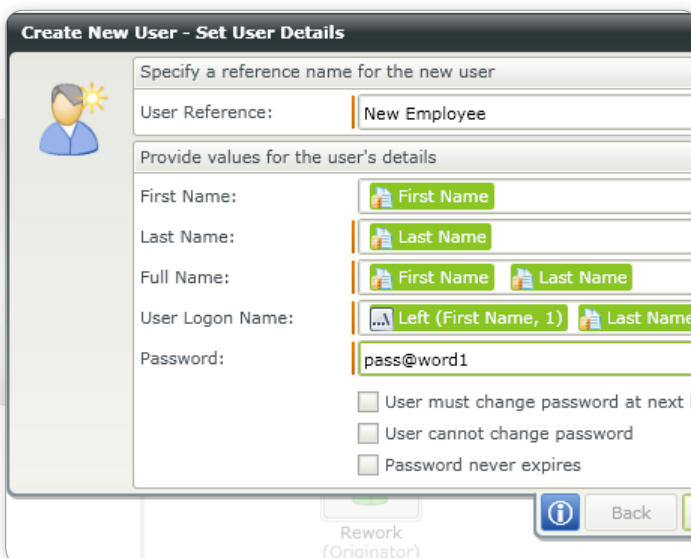 Create New User - Set User Details
Specify a reference name for the new user
User Reference: New Employee
Provide values for the user's details
First Name: First Name
Last Name: Last Name
Full Name: First Name Last Name
User Logon Name: Left (First Name, 1) Last Name
Password: pass@word1
User must change password at next
User cannot change password
Password never expires
Back
Rework
(Originator)